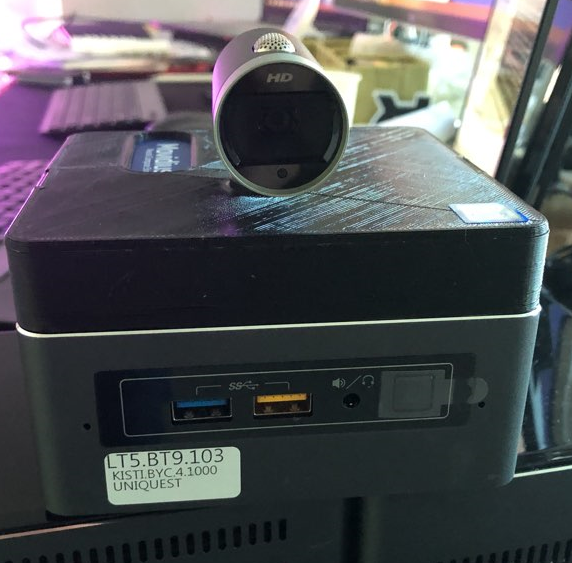 HD
SS
LT5.BT9.103
KISTI.BYC.4.1000
UNIQUEST